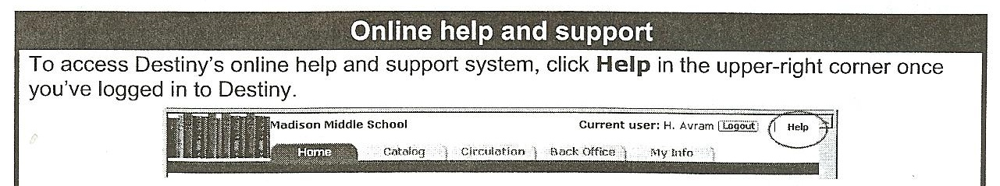 Online help and support
To access Destiny's online help and support system, click Help in the upper-right corner once
you've logged in to Destiny.
Madison Middle School Current user: H. Avram Logout Help
Home Catalog Circulation Back Office My Info